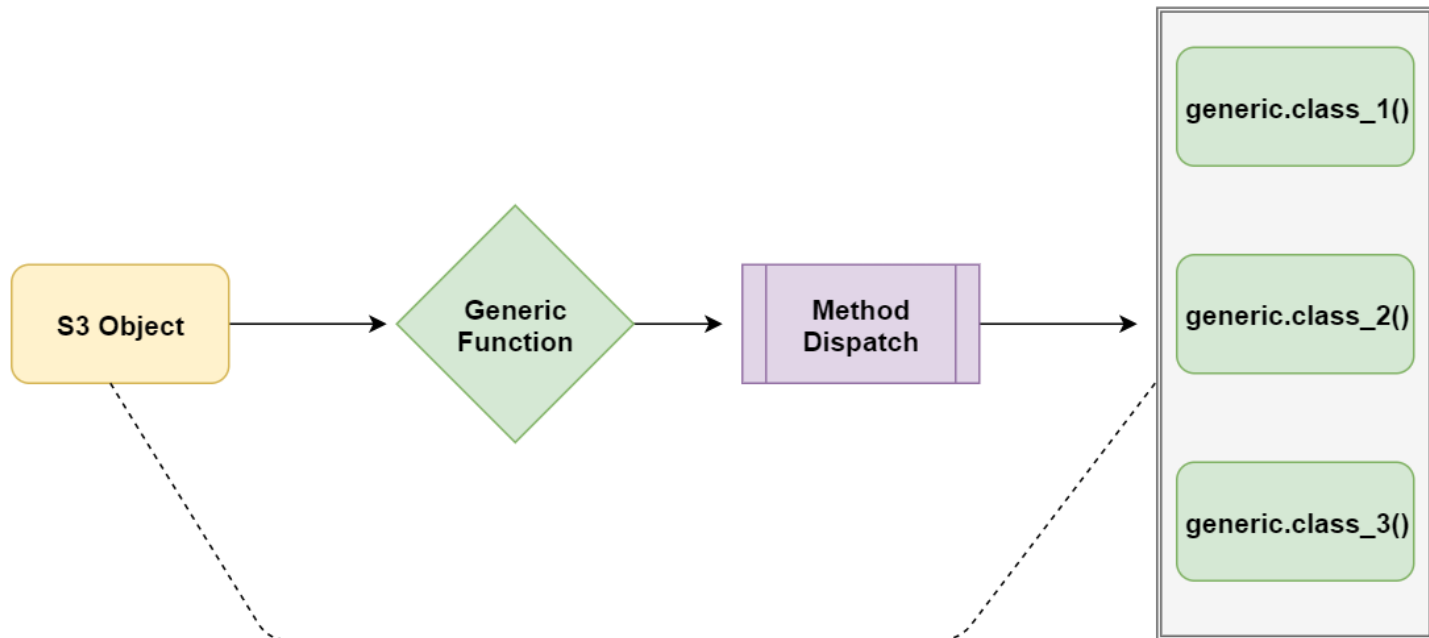 S3 Object
Generic
Function
Method
Dispatch
generic.class_1()
generic.class_2()
generic.class_3()